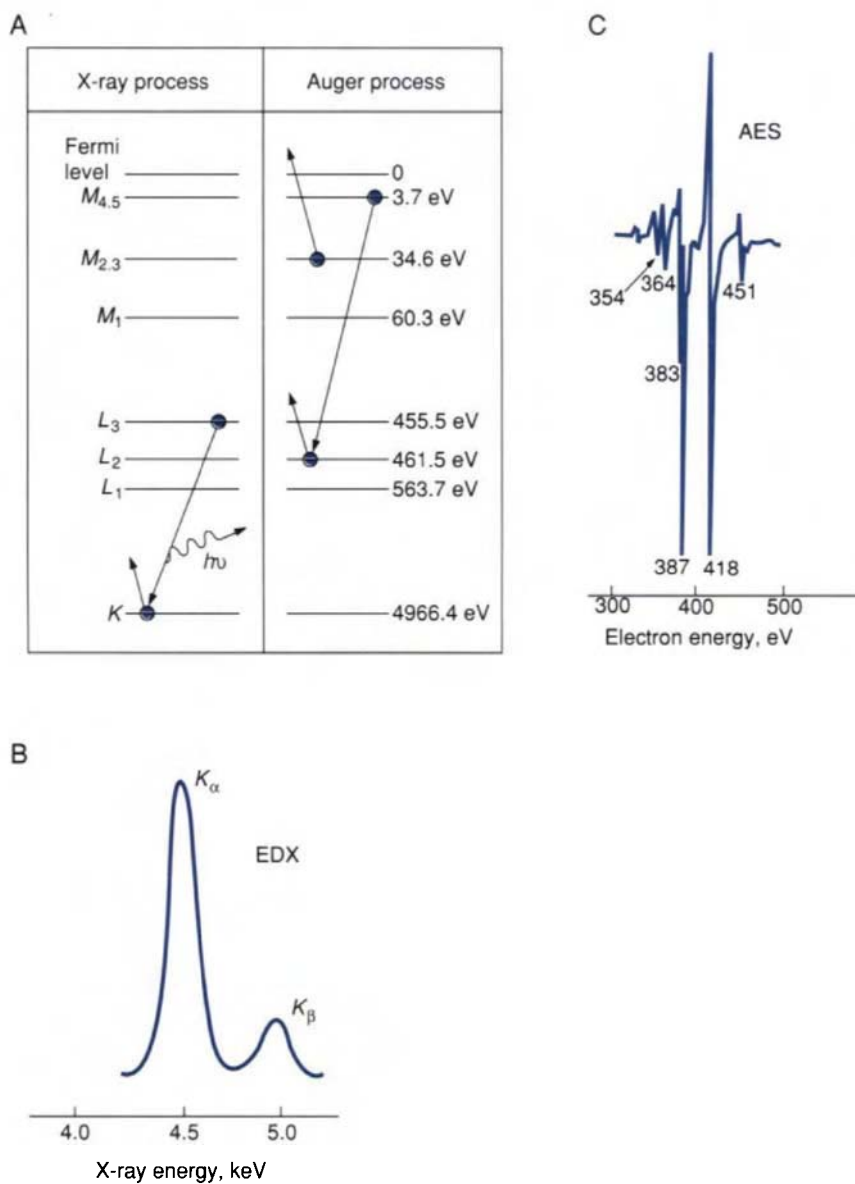 A
X-ray process
Auger process
Fermi
level
0
M4.5
3.7 eV
M2.3
34.6 eV
M1
60.3 eV
L3
455.5 eV
L2
461.5 eV
L1
563.7 eV
hυ
K
4966.4 eV
C
AES
354
364
451
383
387
418
300
400
500
Electron energy, eV
B
Kα
EDX
Kβ
4.0
4.5
5.0
X-ray energy, keV